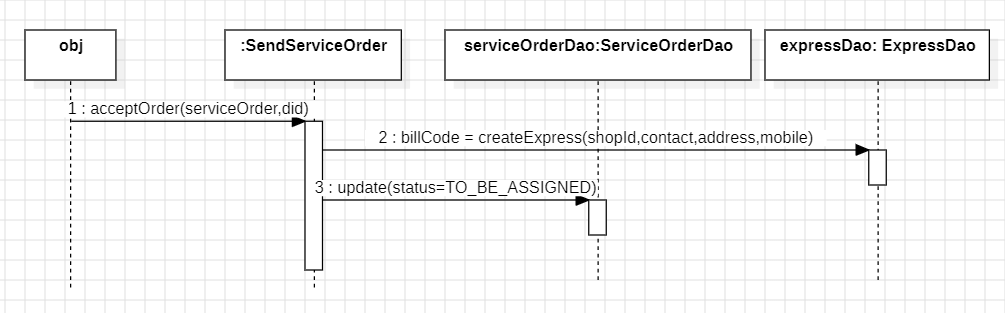 obj
:SendServiceOrder
serviceOrderDao:ServiceOrderDao
expressDao: ExpressDao
1 : acceptOrder(serviceOrder,did)
2 : billCode = createExpress(shopId,contact,address,mobile)
3 : update(status=TO_BE_ASSIGNED)